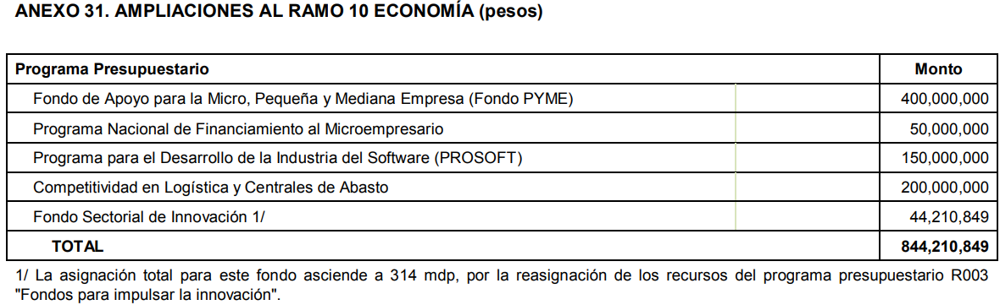 ANEXO 31. AMPLIACIONES AL RAMO 10 ECONOMÍA (pesos)
Programa Presupuestario Monto
Fondo de Apoyo para la Micro, Pequeña y Mediana Empresa (Fondo PYME) 400,000,000
Programa Nacional de Financiamiento al Microempresario 50,000,000
Programa para el Desarrollo de la Industria del Software (PROSOFT) 150,000,000
Competitividad en Logística y Centrales de Abasto 200,000,000
Fondo Sectorial de Innovación 1/ 44,210,849
TOTAL 844,210,849
1/ La asignación total para este fondo asciende a 314 mdp, por la reasignación de los recursos del programa presupuestario R003
"Fondos para impulsar la innovación".